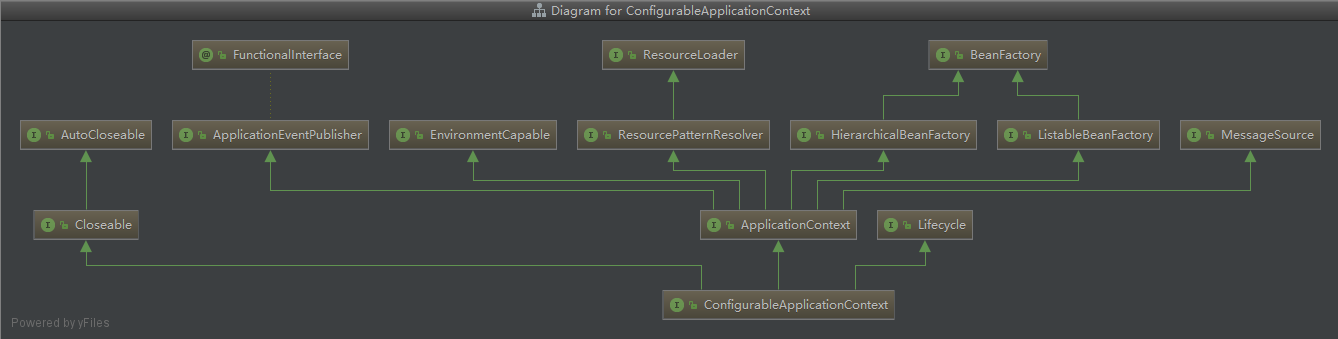 Diagram for ConfigurableApplicationContext
@ FunctionalInterface
I ResourceLoader
I BeanFactory
I AutoCloseable
I ApplicationEventPublisher
I EnvironmentCapable
I ResourcePatternResolver
I HierarchicalBeanFactory
I ListableBeanFactory
I MessageSource
I Closeable
I ApplicationContext
I Lifecycle
I ConfigurableApplicationContext
Powered by yFiles